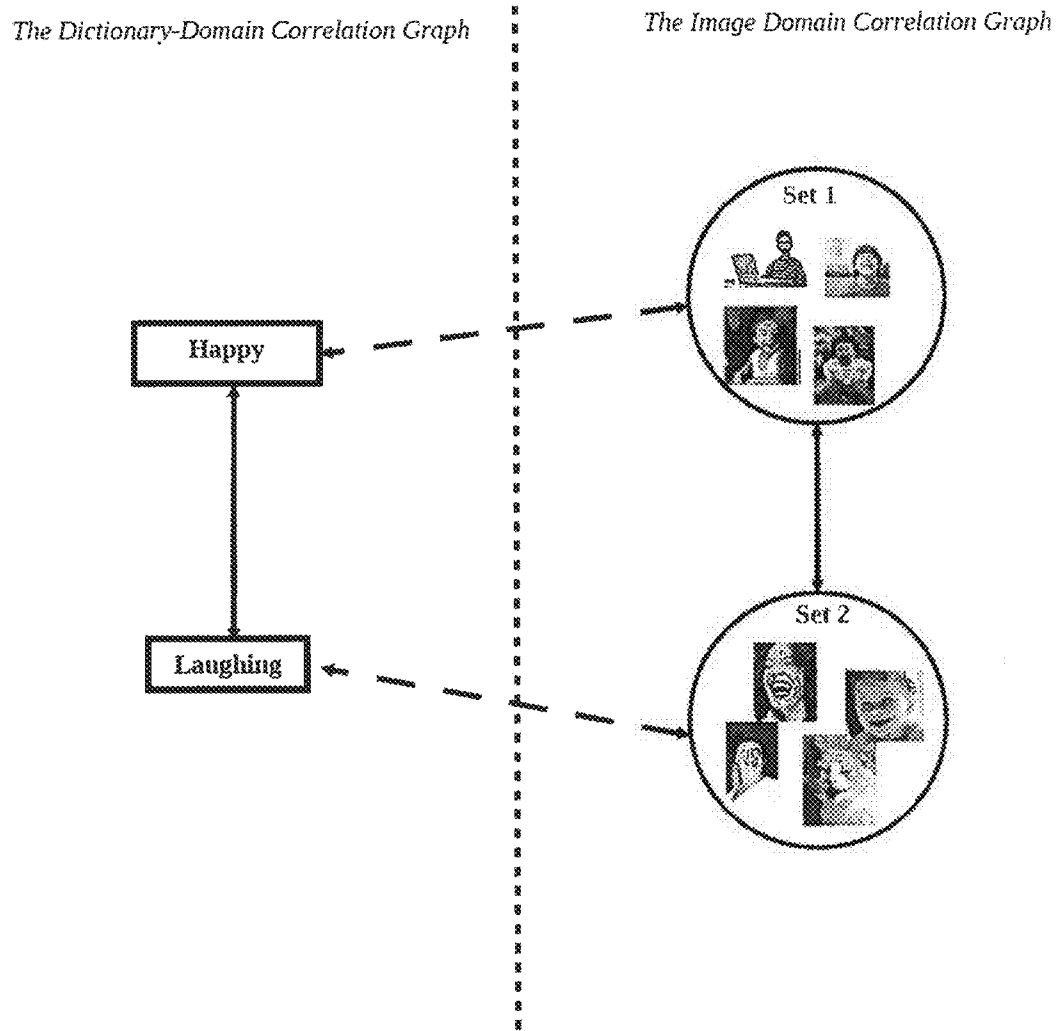 The Dictionary-Domain Correlation Graph
The Image Domain Correlation Graph
Set 1
Happy
Set 2
Laughing